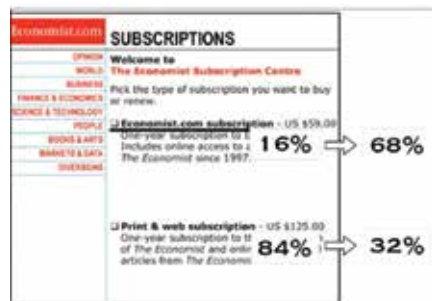 Economist.com
SUBSCRIPTIONS
OPINION
WORLD
BUSINESS
FINANCE & ECONOMICS
SCIENCE & TECHNOLOGY
PEOPLE
BOOKS & ARTS
MARKETS & DATA
DIVERSIONS
Welcome to
The Economist Subscription Centre
Pick the type of subscription you want to buy
or renew.
Economist.com subscription - US $59.00
One-year subscription to
Includes online access to
The Economist since 1997.
16%
68%
Print & web subscription - US $125.00
One-year subscription to th
of The Economist and onlin
articles from The Economi
84%
32%